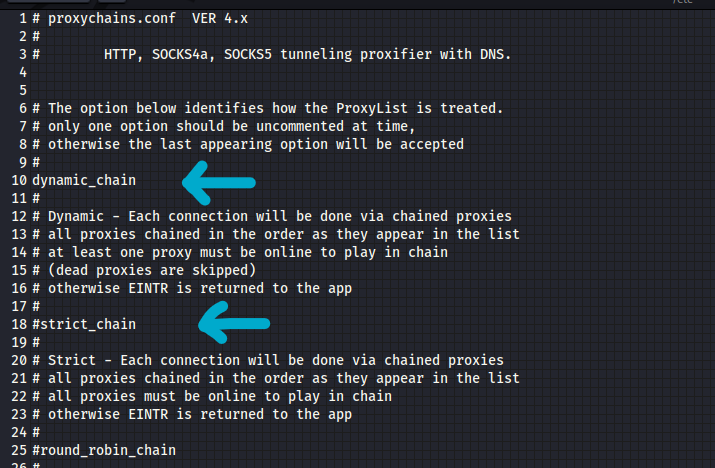 1 # proxychains.conf  VER 4.x
2 #
3 #        HTTP, SOCKS4a, SOCKS5 tunneling proxifier with DNS.
4
5
6 # The option below identifies how the ProxyList is treated.
7 # only one option should be uncommented at time,
8 # otherwise the last appearing option will be accepted
9 #
10 dynamic_chain
11 #
12 # Dynamic - Each connection will be done via chained proxies
13 # all proxies chained in the order as they appear in the list
14 # at least one proxy must be online to play in chain
15 # (dead proxies are skipped)
16 # otherwise EINTR is returned to the app
17 #
18 #strict_chain
19 #
20 # Strict - Each connection will be done via chained proxies
21 # all proxies chained in the order as they appear in the list
22 # all proxies must be online to play in chain
23 # otherwise EINTR is returned to the app
24 #
25 #round_robin_chain
26 #